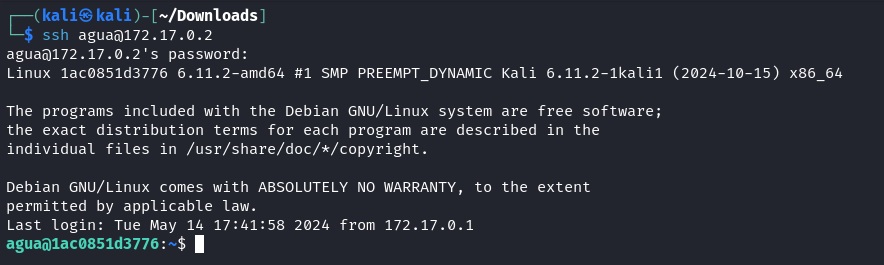 ┌──(kali㉿kali)-[~/Downloads]
└─$ ssh agua@172.17.0.2
agua@172.17.0.2's password:
Linux 1ac0851d3776 6.11.2-amd64 #1 SMP PREEMPT_DYNAMIC Kali 6.11.2-1kali1 (2024-10-15) x86_64
The programs included with the Debian GNU/Linux system are free software;
the exact distribution terms for each program are described in the
individual files in /usr/share/doc/*/copyright.
Debian GNU/Linux comes with ABSOLUTELY NO WARRANTY, to the extent
permitted by applicable law.
Last login: Tue May 14 17:41:58 2024 from 172.17.0.1
agua@1ac0851d3776:~$